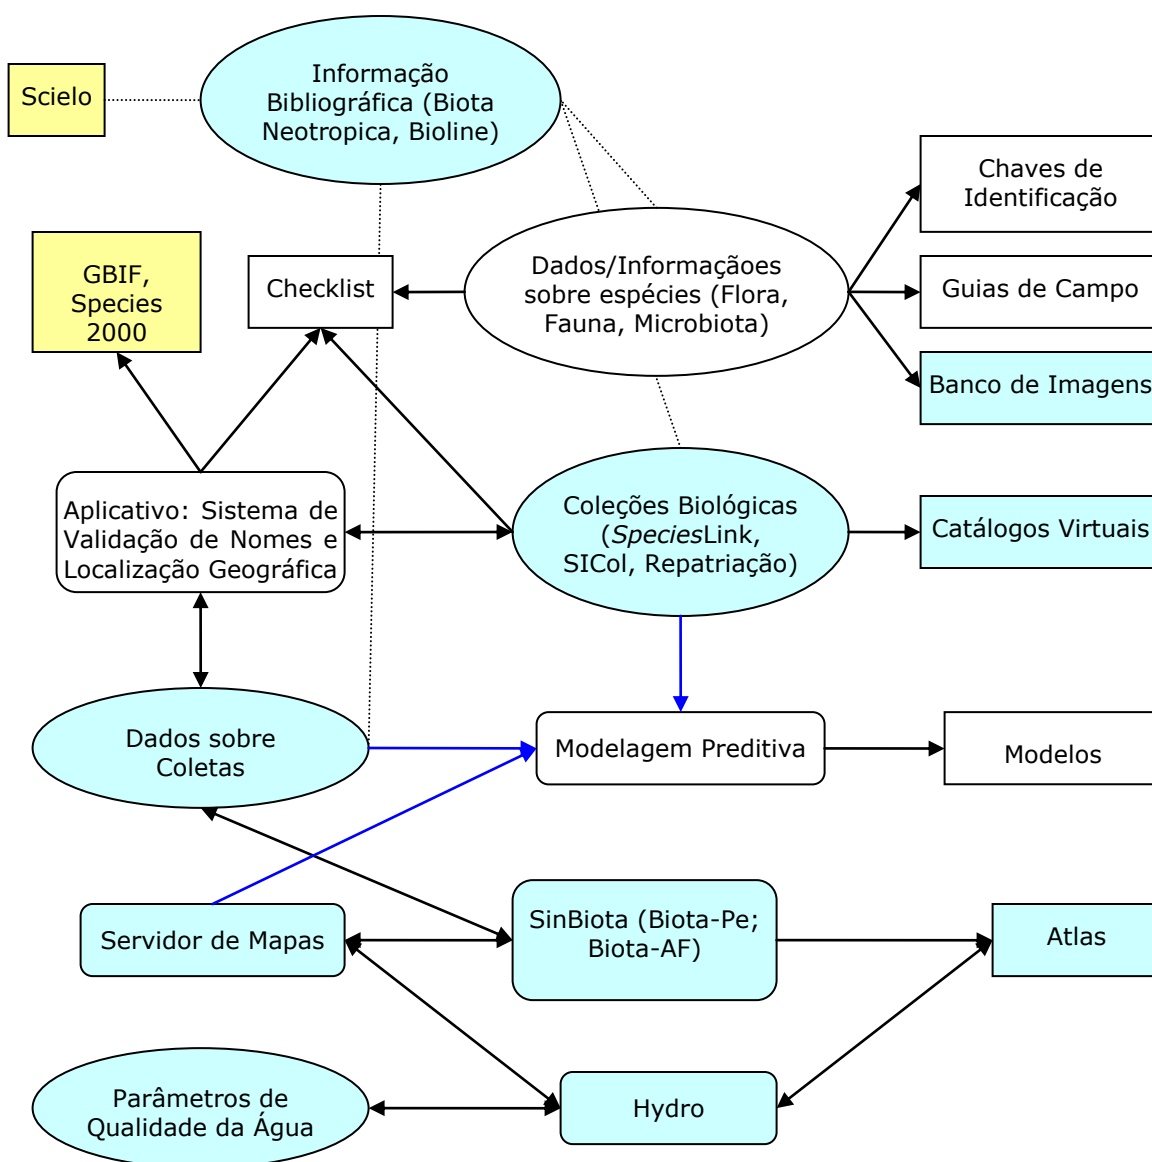 Scielo
Informação
Bibliográfica (Biota
Neotropica, Bioline)
Chaves de
Identificação
GBIF,
Species
2000
Checklist
Dados/Informaçãoes
sobre espécies (Flora,
Fauna, Microbiota)
Guias de Campo
Banco de Imagens
Aplicativo: Sistema de
Validação de Nomes e
Localização Geográfica
Coleções Biológicas
(SpeciesLink,
SICol, Repatriação)
Catálogos Virtuais
Dados sobre
Coletas
Modelagem Preditiva
Modelos
Servidor de Mapas
SinBiota (Biota-Pe;
Biota-AF)
Atlas
Parâmetros de
Qualidade da Água
Hydro